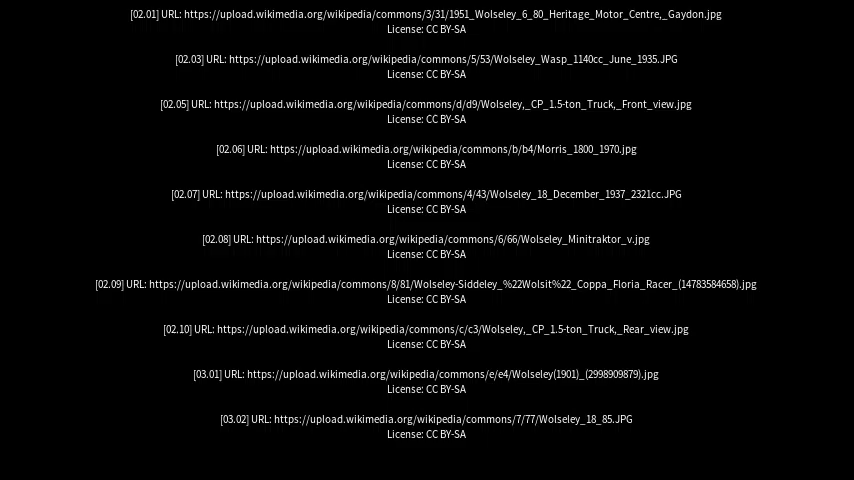 [02.01] URL: https://upload.wikimedia.org/wikipedia/commons/3/31/1951_Wolseley_6_80_Heritage_Motor_Centre,_Gaydon.jpg
License: CC BY-SA
[02.03] URL: https://upload.wikimedia.org/wikipedia/commons/5/53/Wolseley_Wasp_1140cc_June_1935.JPG
License: CC BY-SA
[02.05] URL: https://upload.wikimedia.org/wikipedia/commons/d/d9/Wolseley,_CP_1.5-ton_Truck,_Front_view.jpg
License: CC BY-SA
[02.06] URL: https://upload.wikimedia.org/wikipedia/commons/b/b4/Morris_1800_1970.jpg
License: CC BY-SA
[02.07] URL: https://upload.wikimedia.org/wikipedia/commons/4/43/Wolseley_18_December_1937_2321cc.JPG
License: CC BY-SA
[02.08] URL: https://upload.wikimedia.org/wikipedia/commons/6/66/Wolseley_Minitraktor_v.jpg
License: CC BY-SA
[02.09] URL: https://upload.wikimedia.org/wikipedia/commons/8/81/Wolseley-Siddeley_%22Wolsit%22_Coppa_Floria_Racer_(14783584658).jpg
License: CC BY-SA
[02.10] URL: https://upload.wikimedia.org/wikipedia/commons/c/c3/Wolseley,_CP_1.5-ton_Truck,_Rear_view.jpg
License: CC BY-SA
[03.01] URL: https://upload.wikimedia.org/wikipedia/commons/e/e4/Wolseley(1901)_(2998909879).jpg
License: CC BY-SA
[03.02] URL: https://upload.wikimedia.org/wikipedia/commons/7/77/Wolseley_18_85.JPG
License: CC BY-SA